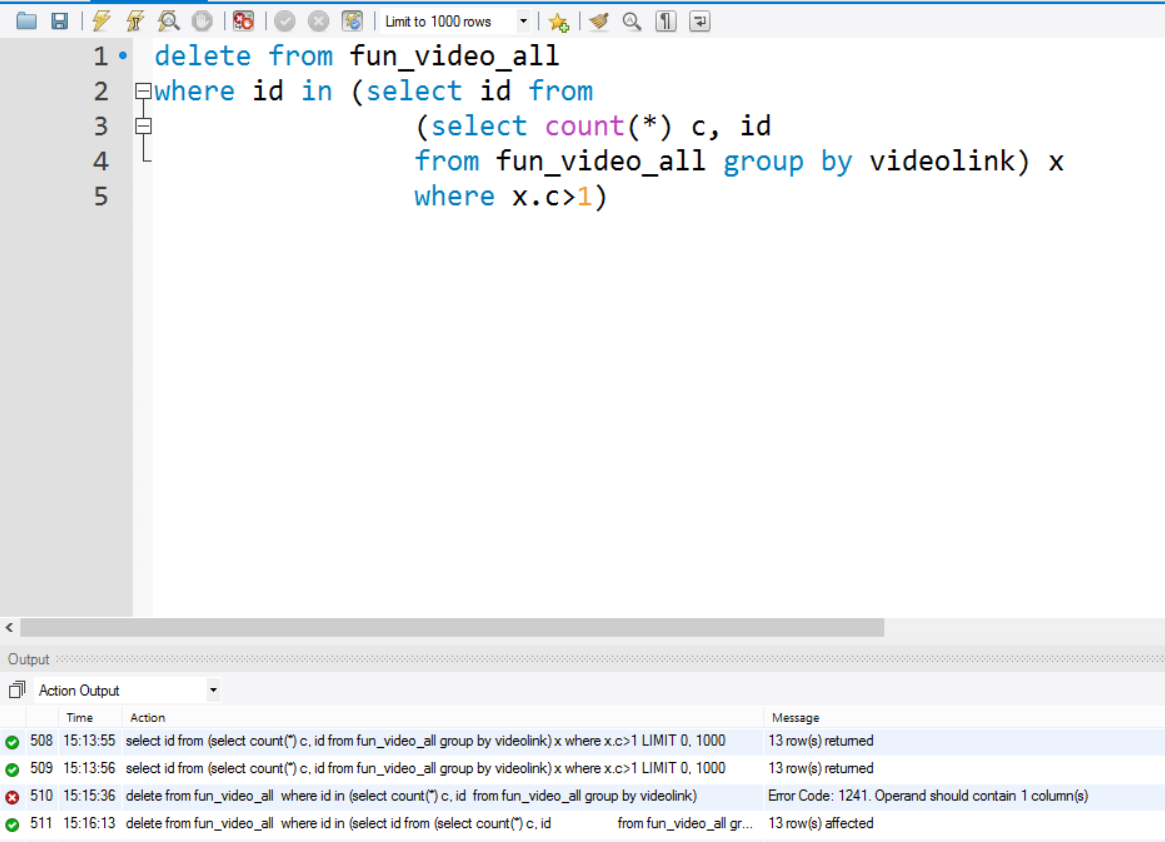 Limit to 1000 rows
1 delete from fun_video_all
2 where id in (select id from
3 (select count(*) c, id
4 from fun_video_all group by videolink) x
5 where x.c>1)
Output
Action Output
Time Action Message
508 15:13:55 select id from (select count(*) c, id from fun_video_all group by videolink) x where x.c>1 LIMIT 0, 1000 13 row(s) returned
509 15:13:56 select id from (select count(*) c, id from fun_video_all group by videolink) x where x.c>1 LIMIT 0, 1000 13 row(s) returned
510 15:15:36 delete from fun_video_all where id in (select count(*) c, id from fun_video_all group by videolink) Error Code: 1241. Operand should contain 1 column(s)
511 15:16:13 delete from fun_video_all where id in (select id from (select count(*) c, id from fun_video_all gr... 13 row(s) affected